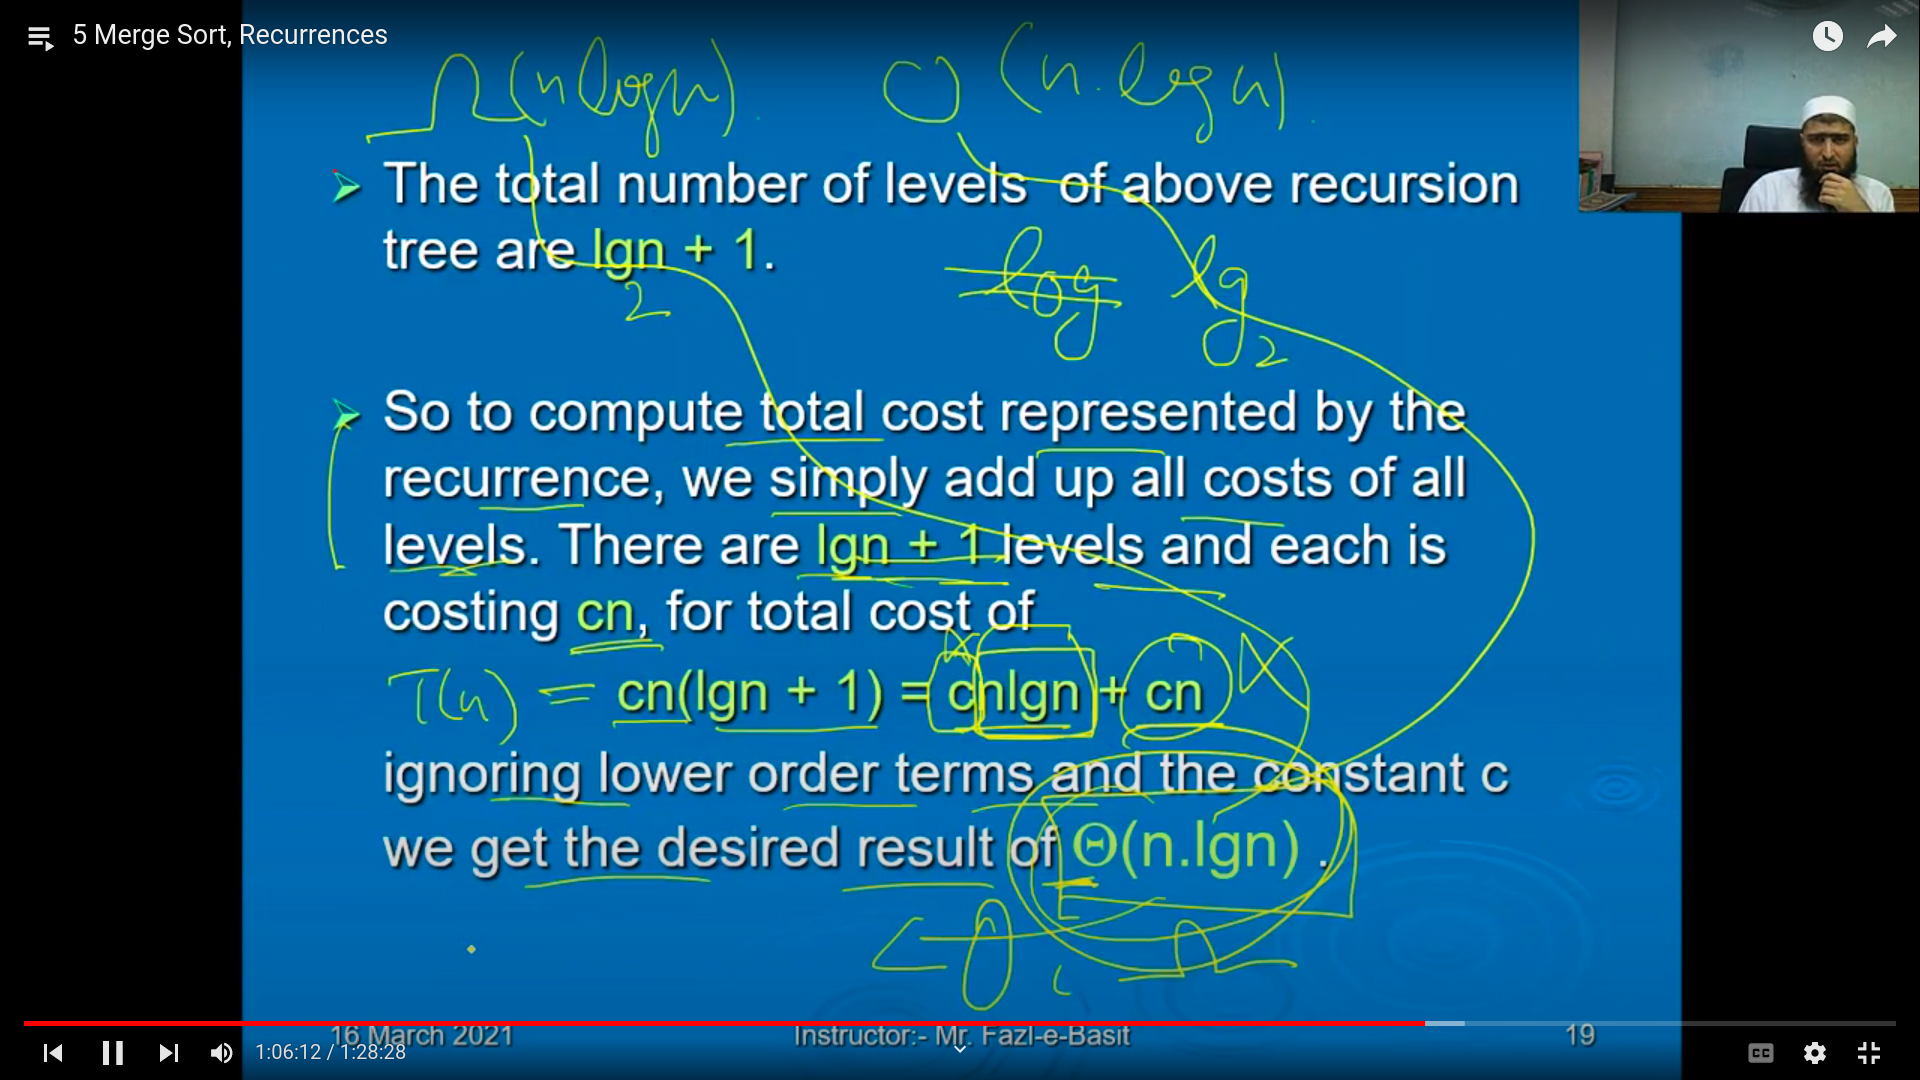 5 Merge Sort, Recurrences
Ω(n log n). O(n. log n).
The total number of levels of above recursion
tree are lgn + 1.
2
log lg 2
So to compute total cost represented by the
recurrence, we simply add up all costs of all
levels. There are lgn + 1 levels and each is
costing cn, for total cost of
T(n) = cn(lgn + 1) = cnlgn + cn
ignoring lower order terms and the constant c
we get the desired result of Θ(n.lgn) .
16 March 2021 Instructor:- Mr. Fazl-e-Basit 19
1:06:12 / 1:28:28
CC